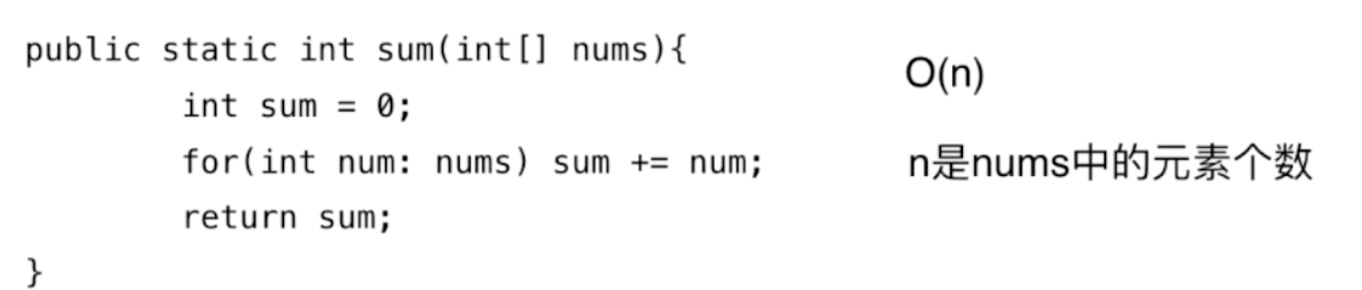 public static int sum(int[] nums){
int sum = 0;
for(int num: nums) sum += num;
return sum;
}
O(n)
n是nums中的元素个数